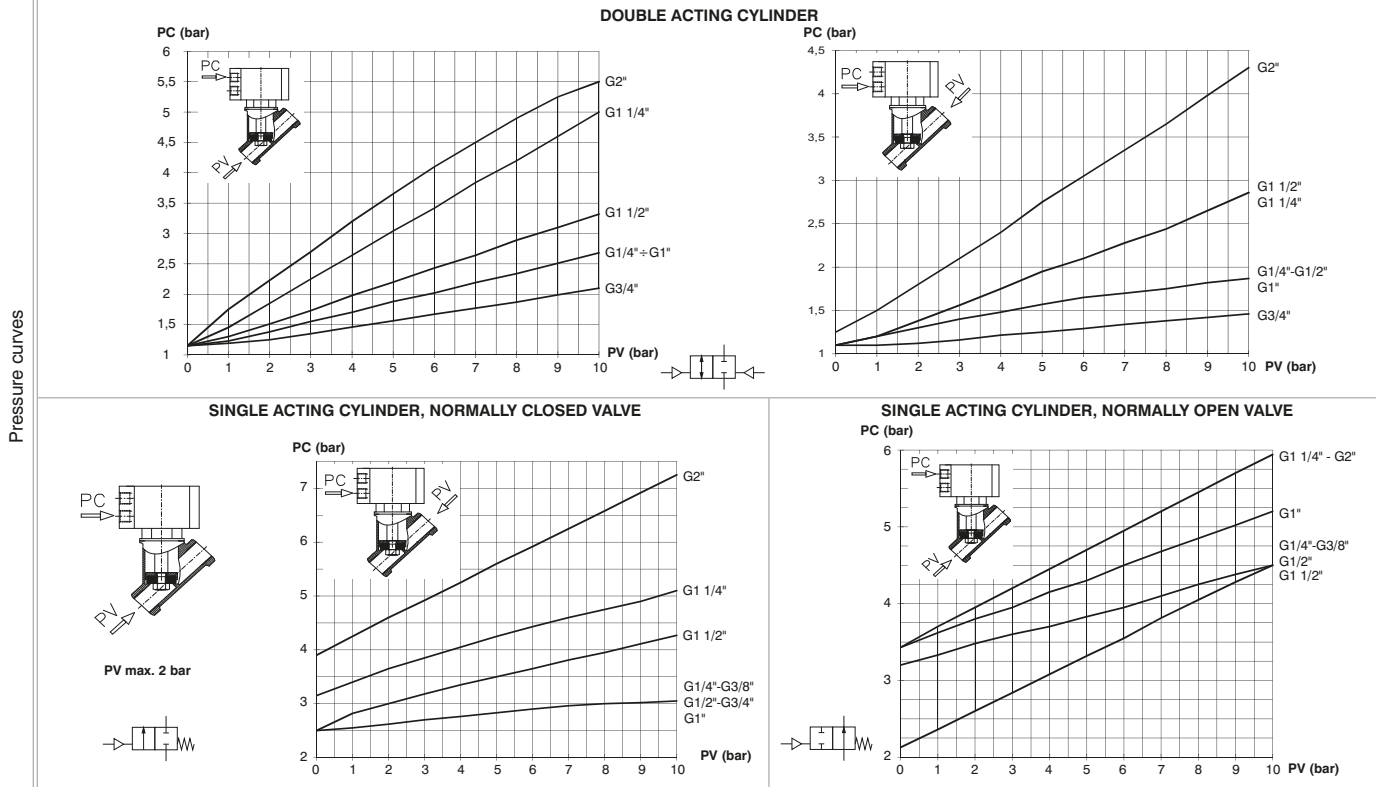 Pressure curves
DOUBLE ACTING CYLINDER
PC (bar)
6
5,5
5
4,5
4
3,5
3
2,5
2
1,5
1
PC
PV
G2"
G1 1/4"
G1 1/2"
G1/4"÷G1"
G3/4"
0 1 2 3 4 5 6 7 8 9 10
PV (bar)
PC (bar)
4,5
4
3,5
3
2,5
2
1,5
1
PC
PV
PV
G2"
G1 1/2"
G1 1/4"
G1/4"-G1/2"
G1"
G3/4"
0 1 2 3 4 5 6 7 8 9 10 PV (bar)
SINGLE ACTING CYLINDER, NORMALLY CLOSED VALVE
PC
PV
PV max. 2 bar
PC (bar)
7
6
5
4
3
2
PC
PV
G2"
G1 1/4"
G1 1/2"
G1/4"-G3/8"
G1/2"-G3/4"
G1"
PV (bar)
0 1 2 3 4 5 6 7 8 9 10
SINGLE ACTING CYLINDER, NORMALLY OPEN VALVE
PC (bar)
6
5
4
3
2
PC
PV
G1 1/4" - G2"
G1"
G1/4"-G3/8"
G1/2"
G1 1/2"
0 1 2 3 4 5 6 7 8 9 10 PV (bar)